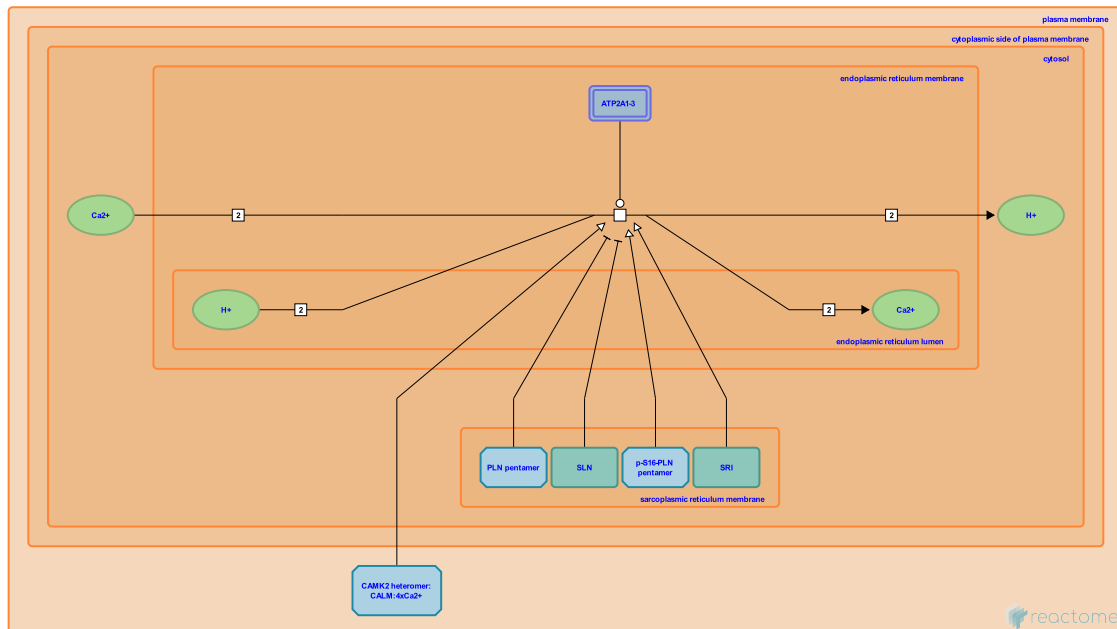 plasma membrane
cytoplasmic side of plasma membrane
cytosol
endoplasmic reticulum membrane
ATP2A1-3
Ca2+
2
2
H+
H+
2
2
Ca2+
endoplasmic reticulum lumen
PLN pentamer
SLN
p-S16-PLN
pentamer
SRI
sarcoplasmic reticulum membrane
CAMK2 heteromer:
CALM:4xCa2+
reactome